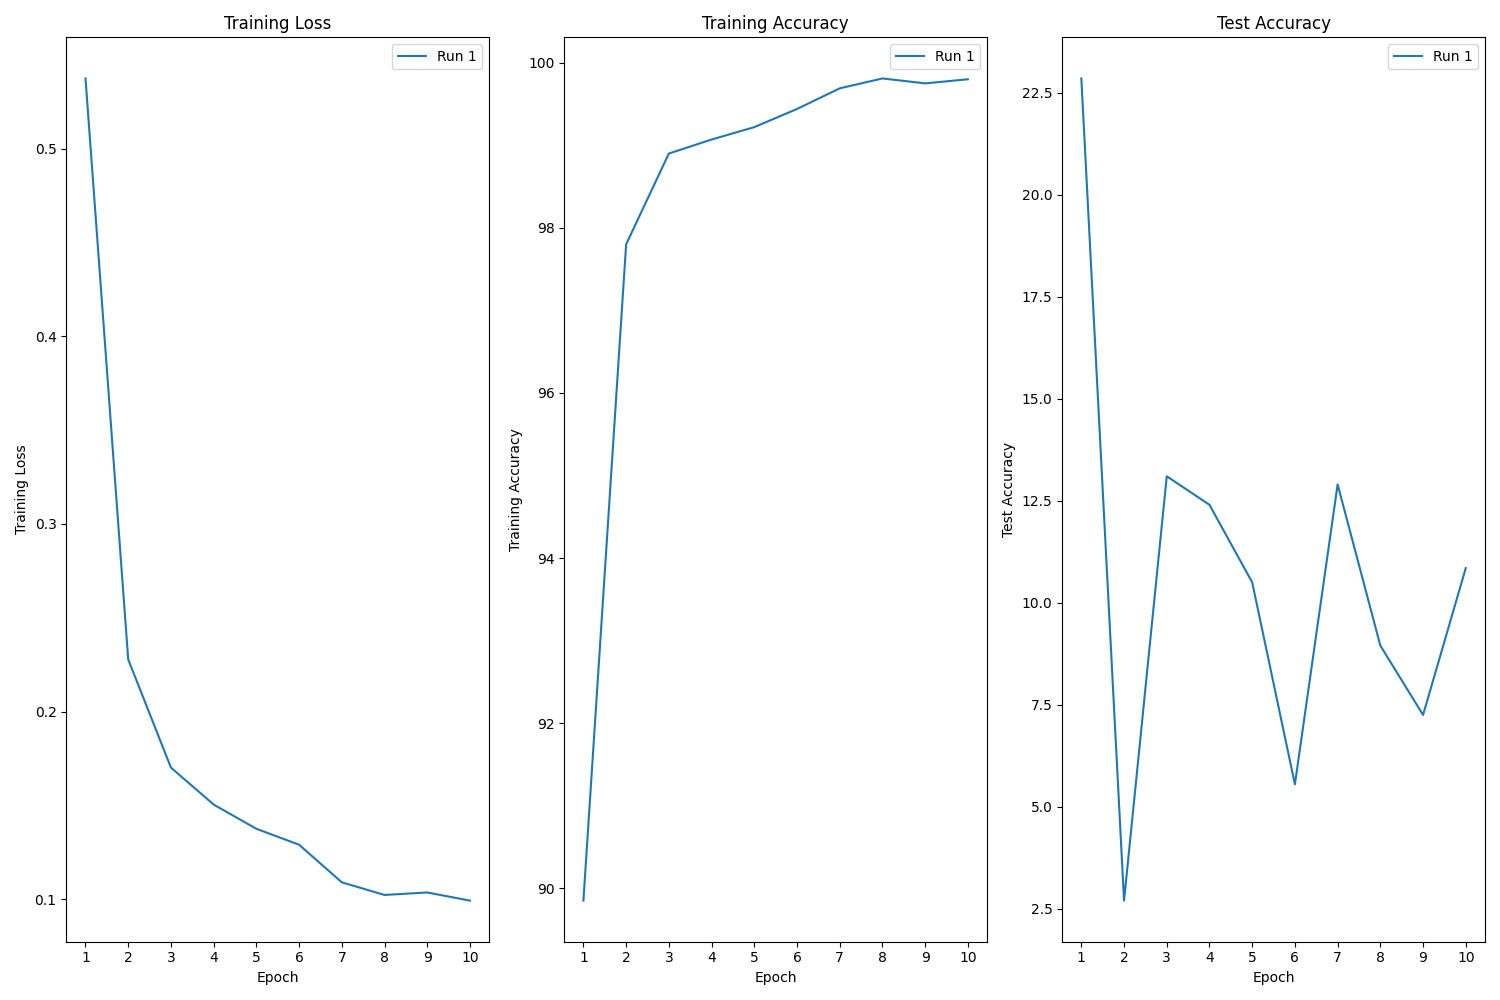 Training Loss
Run 1
0.5
0.4
0.3
0.2
0.1
Training Loss
1 2 3 4 5 6 7 8 9 10
Epoch
Training Accuracy
Run 1
100
98
96
94
92
90
Training Accuracy
1 2 3 4 5 6 7 8 9 10
Epoch
Test Accuracy
Run 1
22.5
20.0
17.5
15.0
12.5
10.0
7.5
5.0
2.5
Test Accuracy
1 2 3 4 5 6 7 8 9 10
Epoch